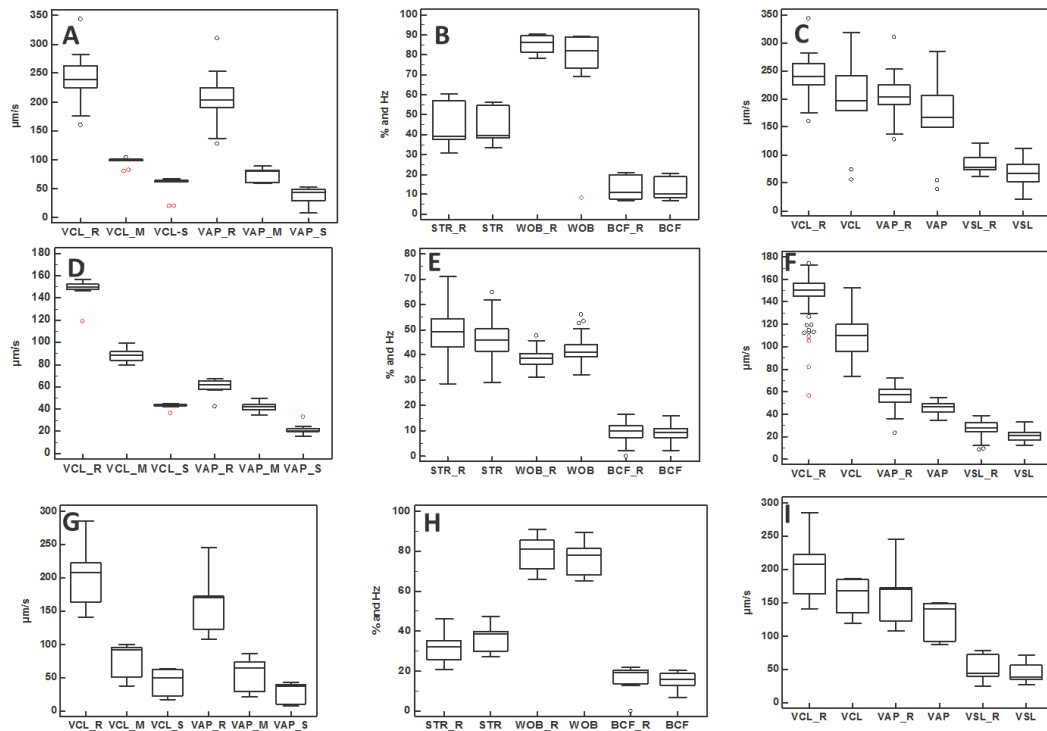 A
350
300
250
200
150
100
50
0
µm/s
VCL_R VCL_M VCL-S VAP_R VAP_M VAP_S
B
100
90
80
70
60
50
40
30
20
10
0
% and Hz
STR_R STR WOB_R WOB BCF_R BCF
C
350
300
250
200
150
100
50
0
µm/s
VCL_R VCL VAP_R VAP VSL_R VSL
D
180
160
140
120
100
80
60
40
20
0
µm/s
VCL_R VCL_M VCL_S VAP_R VAP_M VAP_S
E
80
70
60
50
40
30
20
10
0
% and Hz
STR_R STR WOB_R WOB BCF_R BCF
F
180
160
140
120
100
80
60
40
20
0
µm/s
VCL_R VCL VAP_R VAP VSL_R VSL
G
300
250
200
150
100
50
0
µm/s
VCL_R VCL_M VCL_S VAP_R VAP_M VAP_S
H
100
80
60
40
20
0
% and Hz
STR_R STR WOB_R WOB BCF_R BCF
I
300
250
200
150
100
50
0
µm/s
VCL_R VCL VAP_R VAP VSL_R VSL